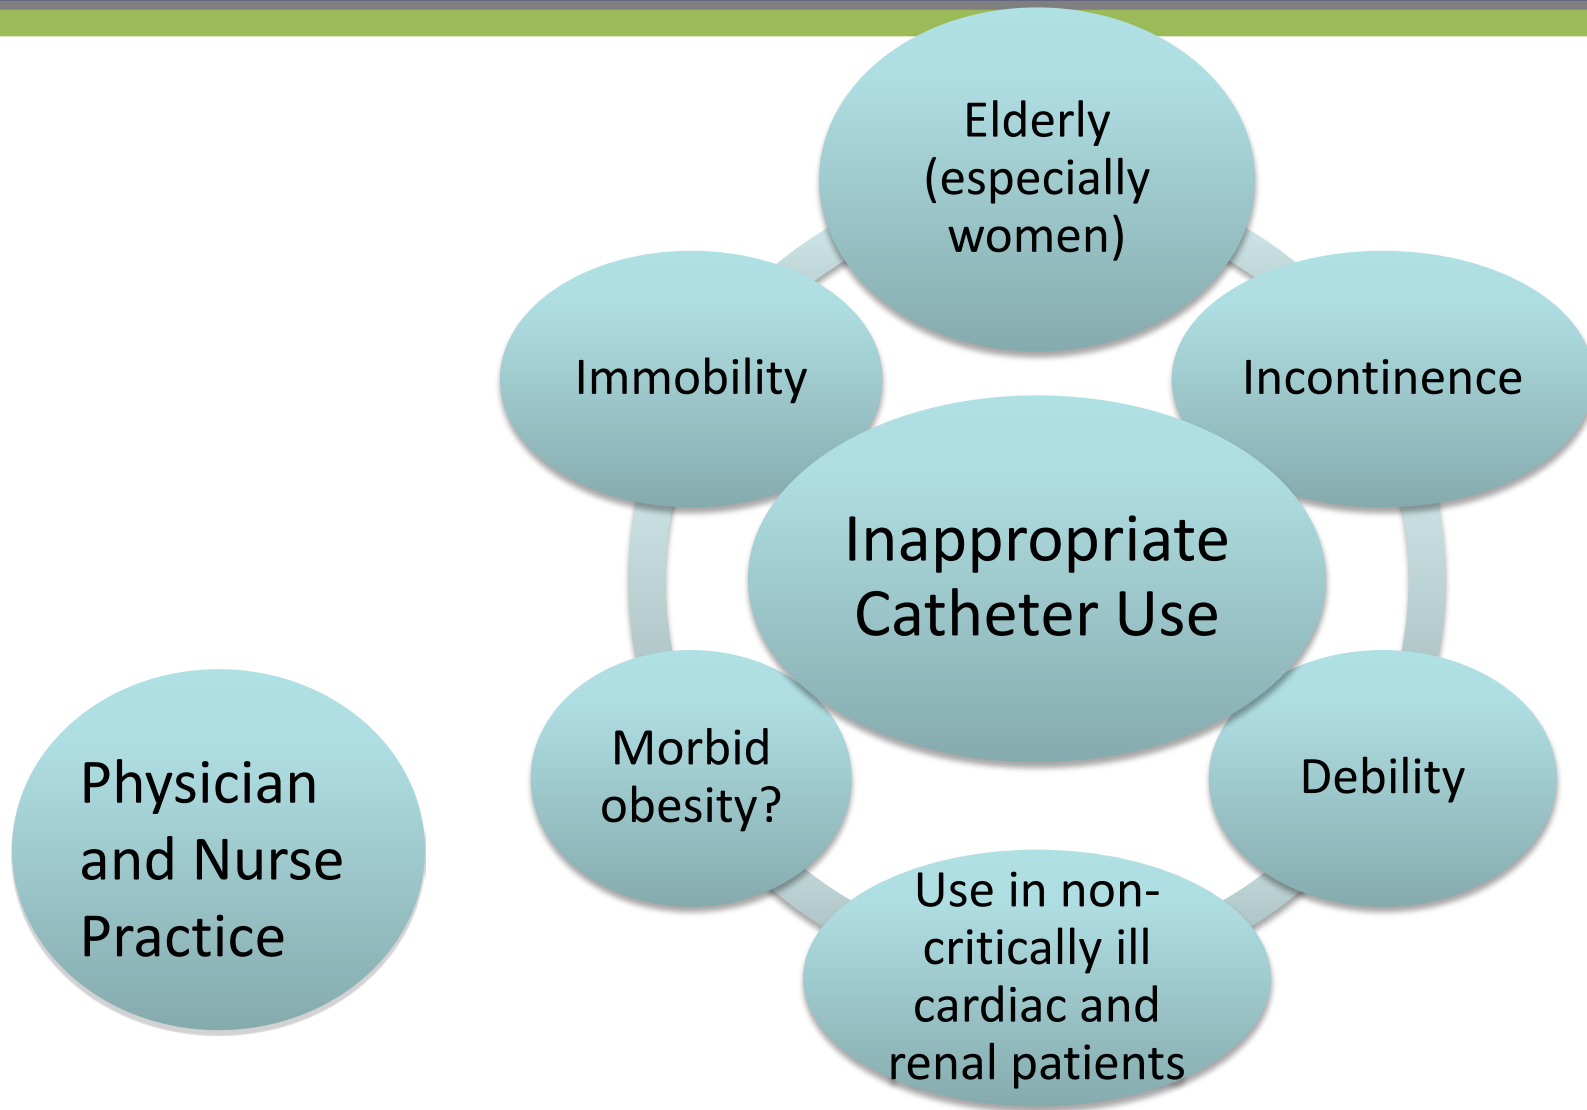 Elderly
(especially
women)
Immobility
Incontinence
Inappropriate
Catheter Use
Morbid
obesity?
Debility
Physician
and Nurse
Practice
Use in non-
critically ill
cardiac and
renal patients